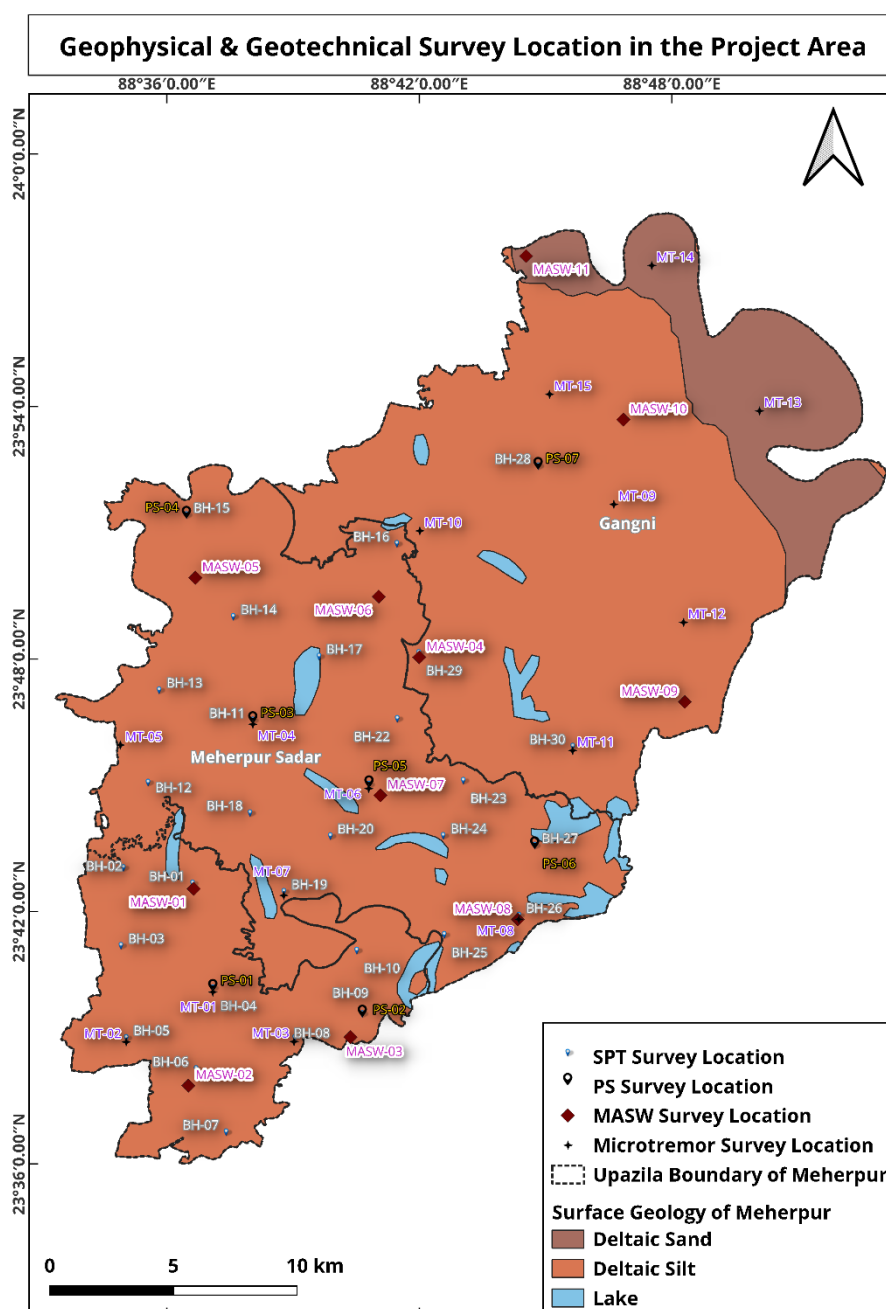 Geophysical & Geotechnical Survey Location in the Project Area
88°36'0.00"E
88°42'0.00"E
88°48'0.00"E
24°0'0.00"N
23°54'0.00"N
23°48'0.00"N
23°42'0.00"N
23°36'0.00"N
MASW-11
MT-14
MT-15
MT-13
MASW-10
BH-28
PS-07
MT-09
Gangni
PS-04
BH-15
MT-10
BH-16
MASW-05
MASW-06
BH-14
MT-12
BH-17
MASW-04
BH-29
BH-13
MASW-09
BH-11
PS-03
MT-04
BH-22
MT-05
BH-30
MT-11
Meherpur Sadar
PS-05
BH-12
MT-06
MASW-07
BH-23
BH-18
BH-20
BH-24
BH-27
PS-06
BH-02
BH-01
MT-07
BH-19
MASW-01
MASW-08
BH-26
MT-08
BH-03
BH-25
BH-10
PS-01
BH-09
MT-01
BH-04
PS-02
MT-02
BH-05
MT-03
BH-08
MASW-03
BH-06
MASW-02
BH-07
SPT Survey Location
PS Survey Location
MASW Survey Location
Microtremor Survey Location
Upazila Boundary of Meherpur
Surface Geology of Meherpur
Deltaic Sand
Deltaic Silt
Lake
0 5 10 km